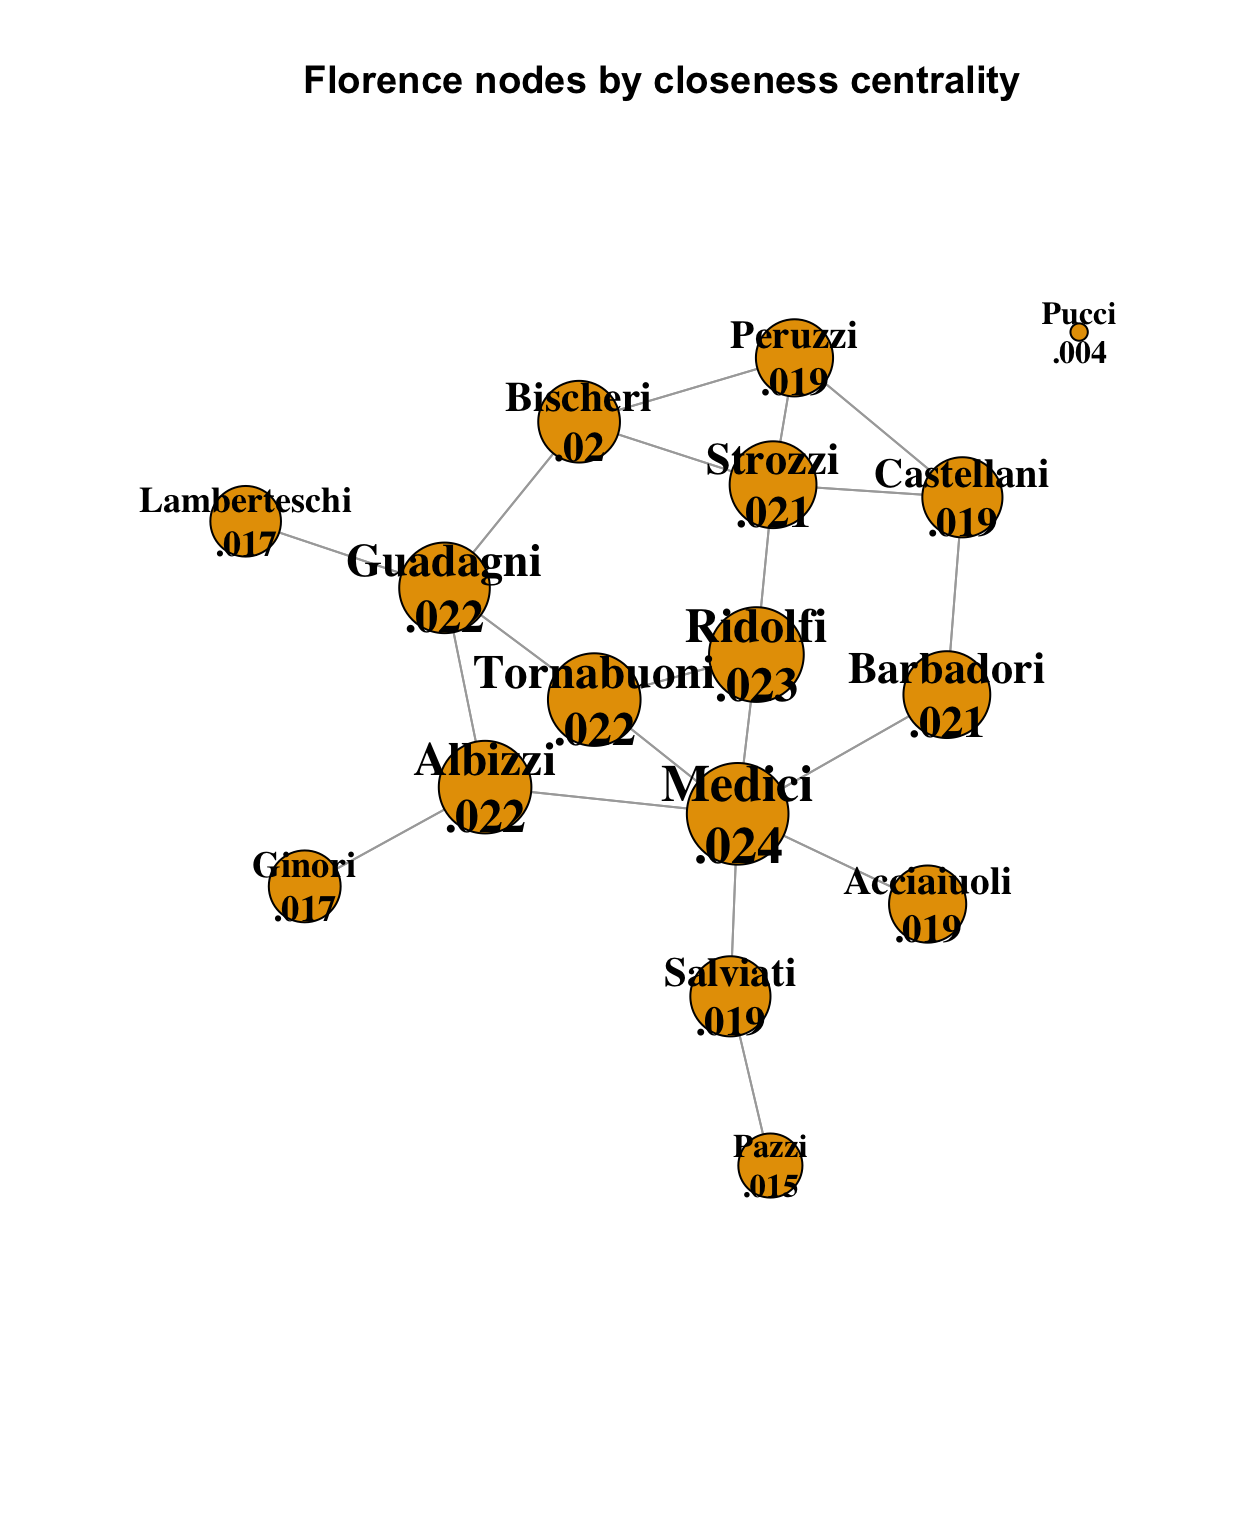 Florence nodes by closeness centrality
Pucci
.004
Peruzzi
.019
Bischeri
.02
Strozzi
.021
Castellani
.019
Lamberteschi
.017
Guadagni
.022
Ridolfi
.023
Tornabuoni
.022
Barbadori
.021
Albizzi
.022
Medici
.024
Ginori
.017
Acciaiuoli
.019
Salviati
.019
Pazzi
.015